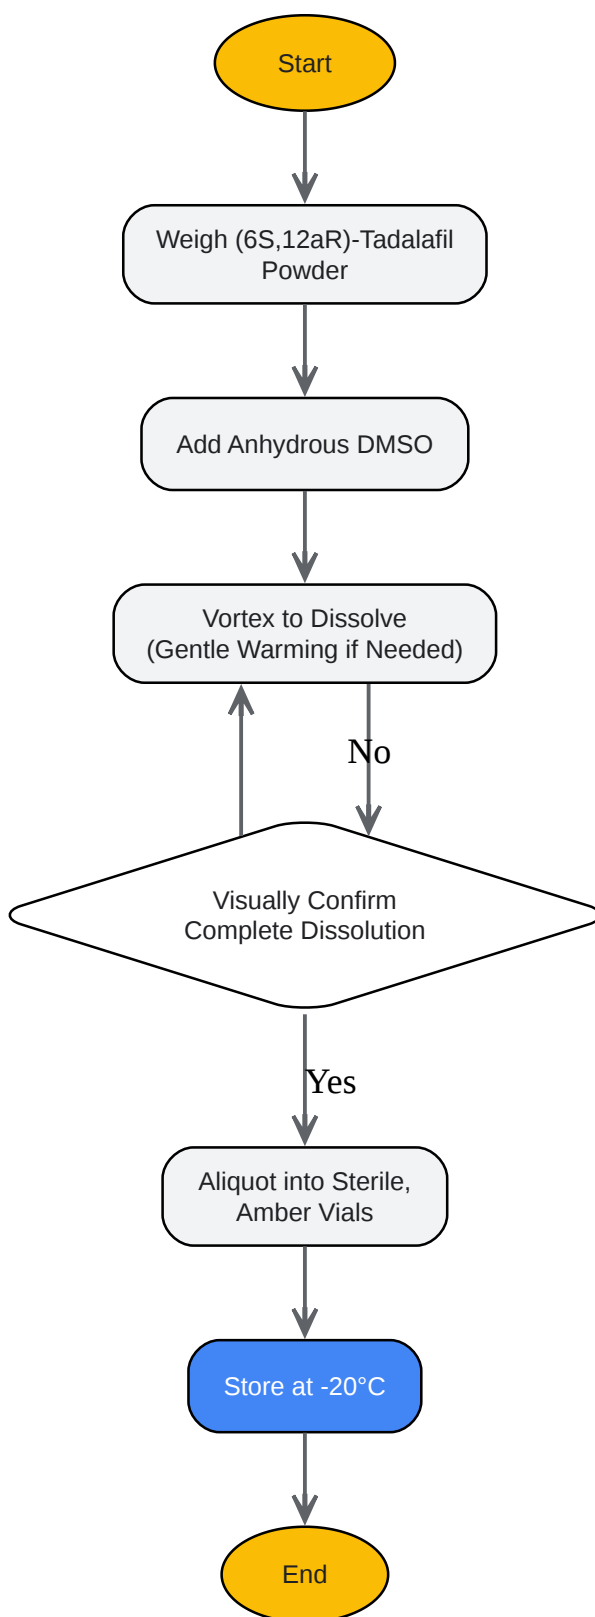 Start
Weigh (6S,12aR)-Tadalafil
Powder
Add Anhydrous DMSO
Vortex to Dissolve
(Gentle Warming if Needed)
No
Visually Confirm
Complete Dissolution
Yes
Aliquot into Sterile,
Amber Vials
Store at -20°C
End